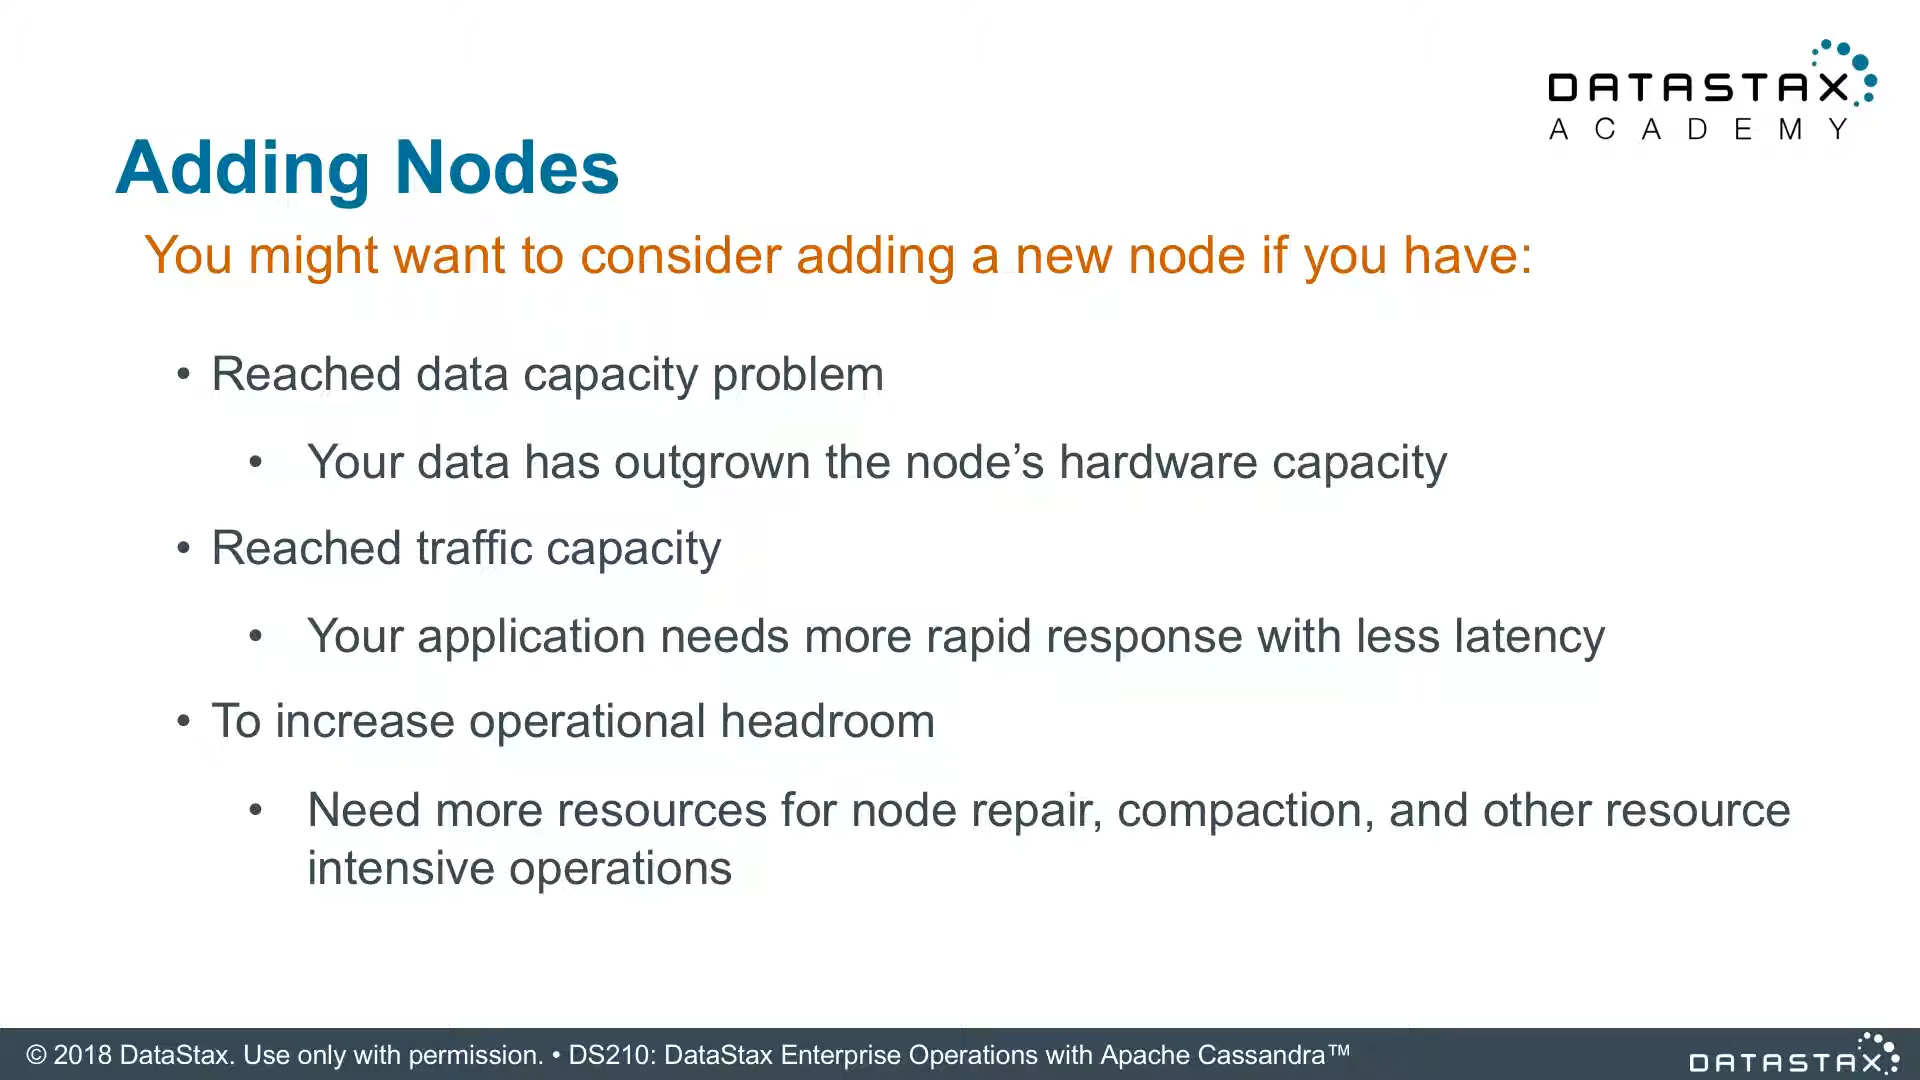 DATASTAX
ACADEMY
Adding Nodes
You might want to consider adding a new node if you have:
• Reached data capacity problem
• Your data has outgrown the node’s hardware capacity
• Reached traffic capacity
• Your application needs more rapid response with less latency
• To increase operational headroom
• Need more resources for node repair, compaction, and other resource
intensive operations
© 2018 DataStax. Use only with permission. • DS210: DataStax Enterprise Operations with Apache Cassandra™
DATASTAX